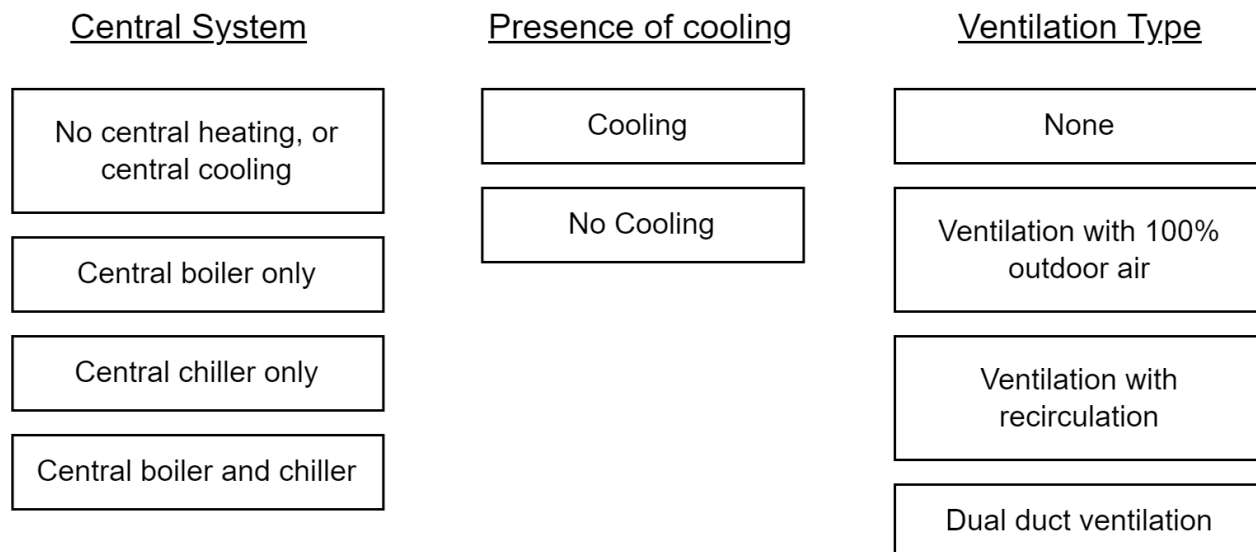 Central System
No central heating, or
central cooling
Central boiler only
Central chiller only
Central boiler and chiller
Presence of cooling
Cooling
No Cooling
Ventilation Type
None
Ventilation with 100%
outdoor air
Ventilation with
recirculation
Dual duct ventilation